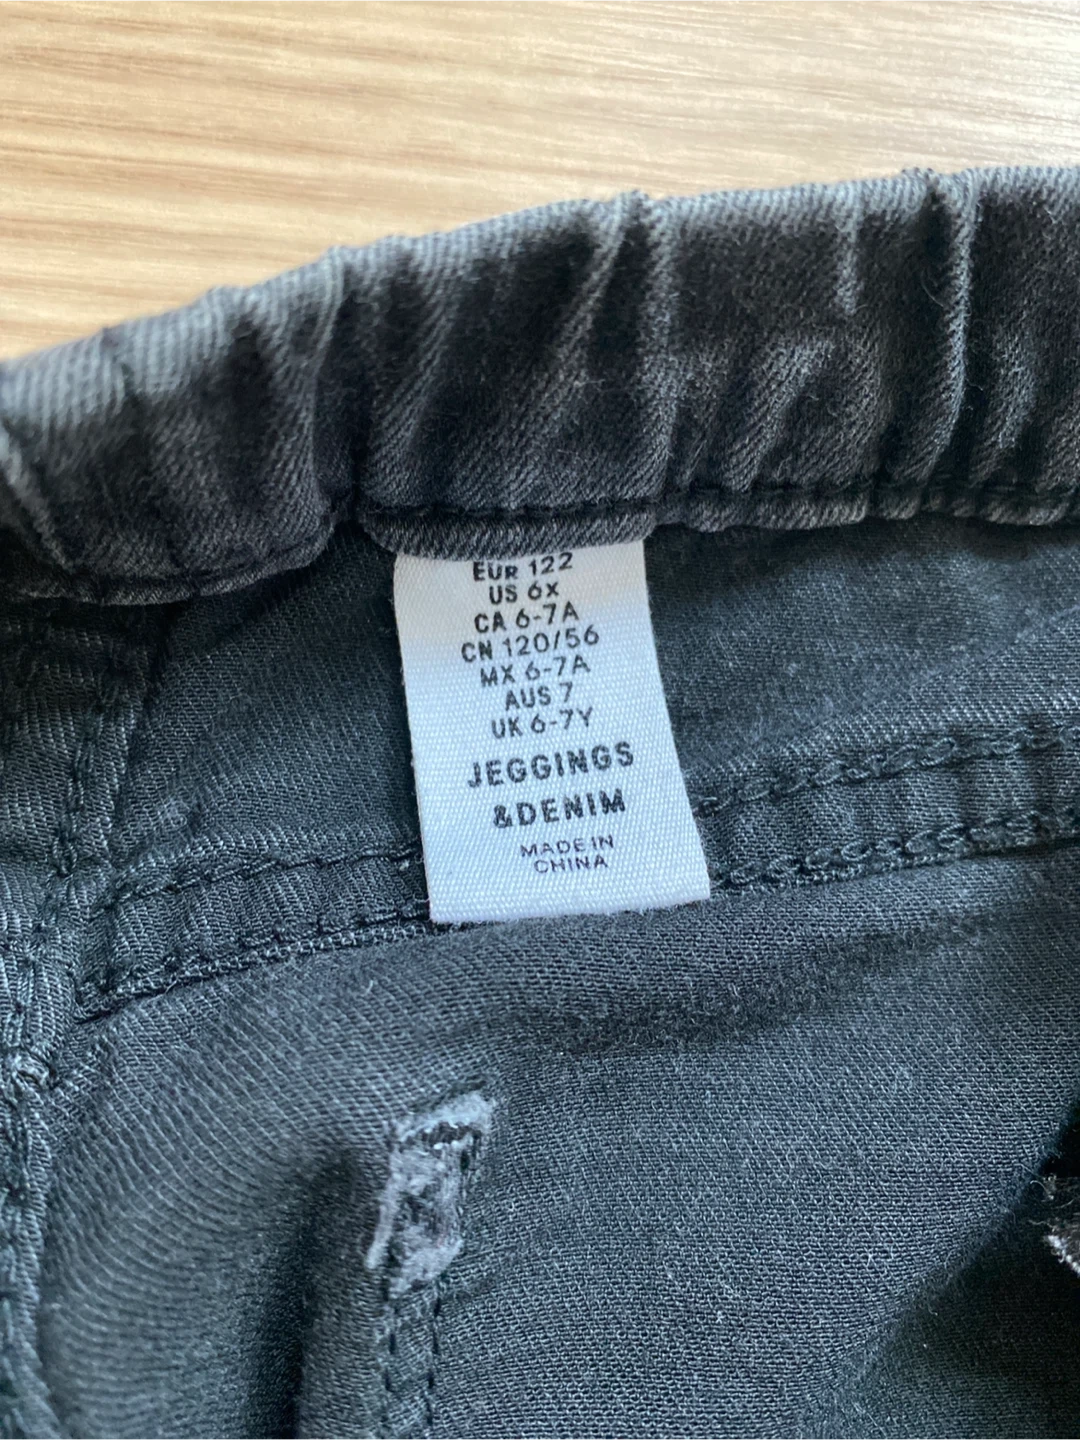 EUR 122
US 6X
CA 6-7A
CN 120/56
MX 6-7A
AUS 7
UK 6-7Y
JEGGINGS
&DENIM
MADE IN
CHINA